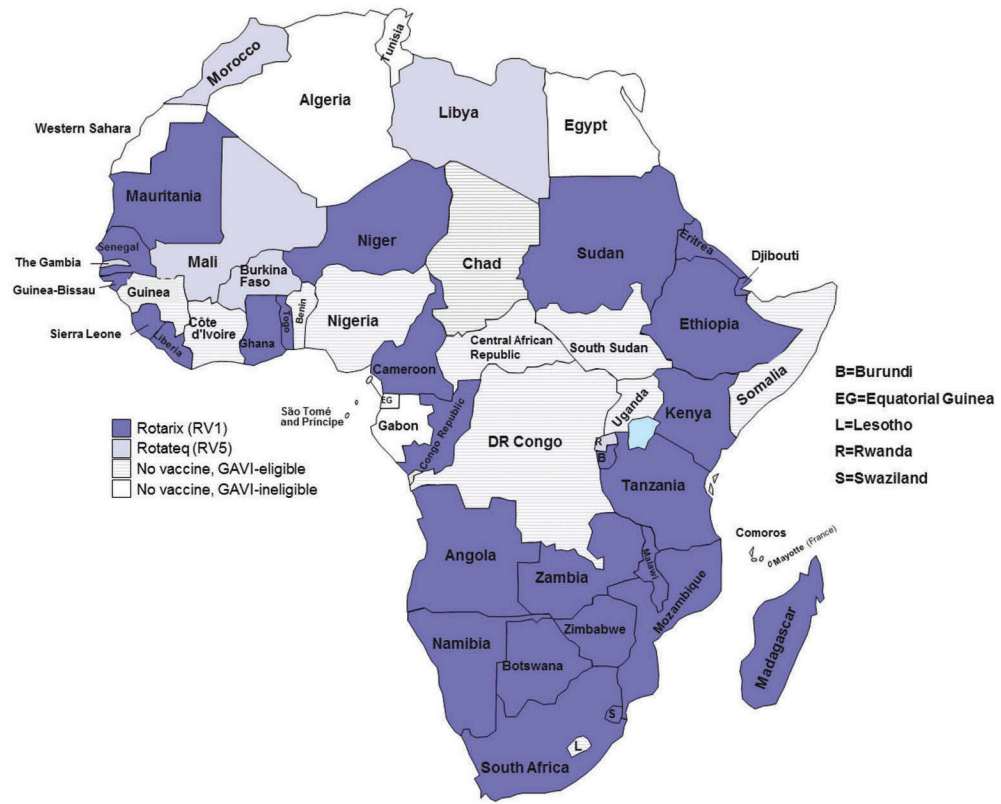 Morocco
Tunisia
Algeria
Libya
Egypt
Western Sahara
Mauritania
Mali
Niger
Chad
Sudan
Eritrea
Djibouti
Senegal
The Gambia
Guinea-Bissau
Guinea
Sierra Leone
Liberia
Côte
d'Ivoire
Burkina
Faso
Ghana
Togo
Benin
Nigeria
Cameroon
Central African
Republic
South Sudan
Ethiopia
Somalia
EG
São Tomé
and Príncipe
Gabon
Congo Republic
DR Congo
Uganda
Kenya
R
B
Tanzania
Comoros
Mayotte (France)
Angola
Zambia
Malawi
Mozambique
Zimbabwe
Namibia
Botswana
Madagascar
S
L
South Africa
Rotarix (RV1)
Rotateq (RV5)
No vaccine, GAVI-eligible
No vaccine, GAVI-ineligible
B=Burundi
EG=Equatorial Guinea
L=Lesotho
R=Rwanda
S=Swaziland